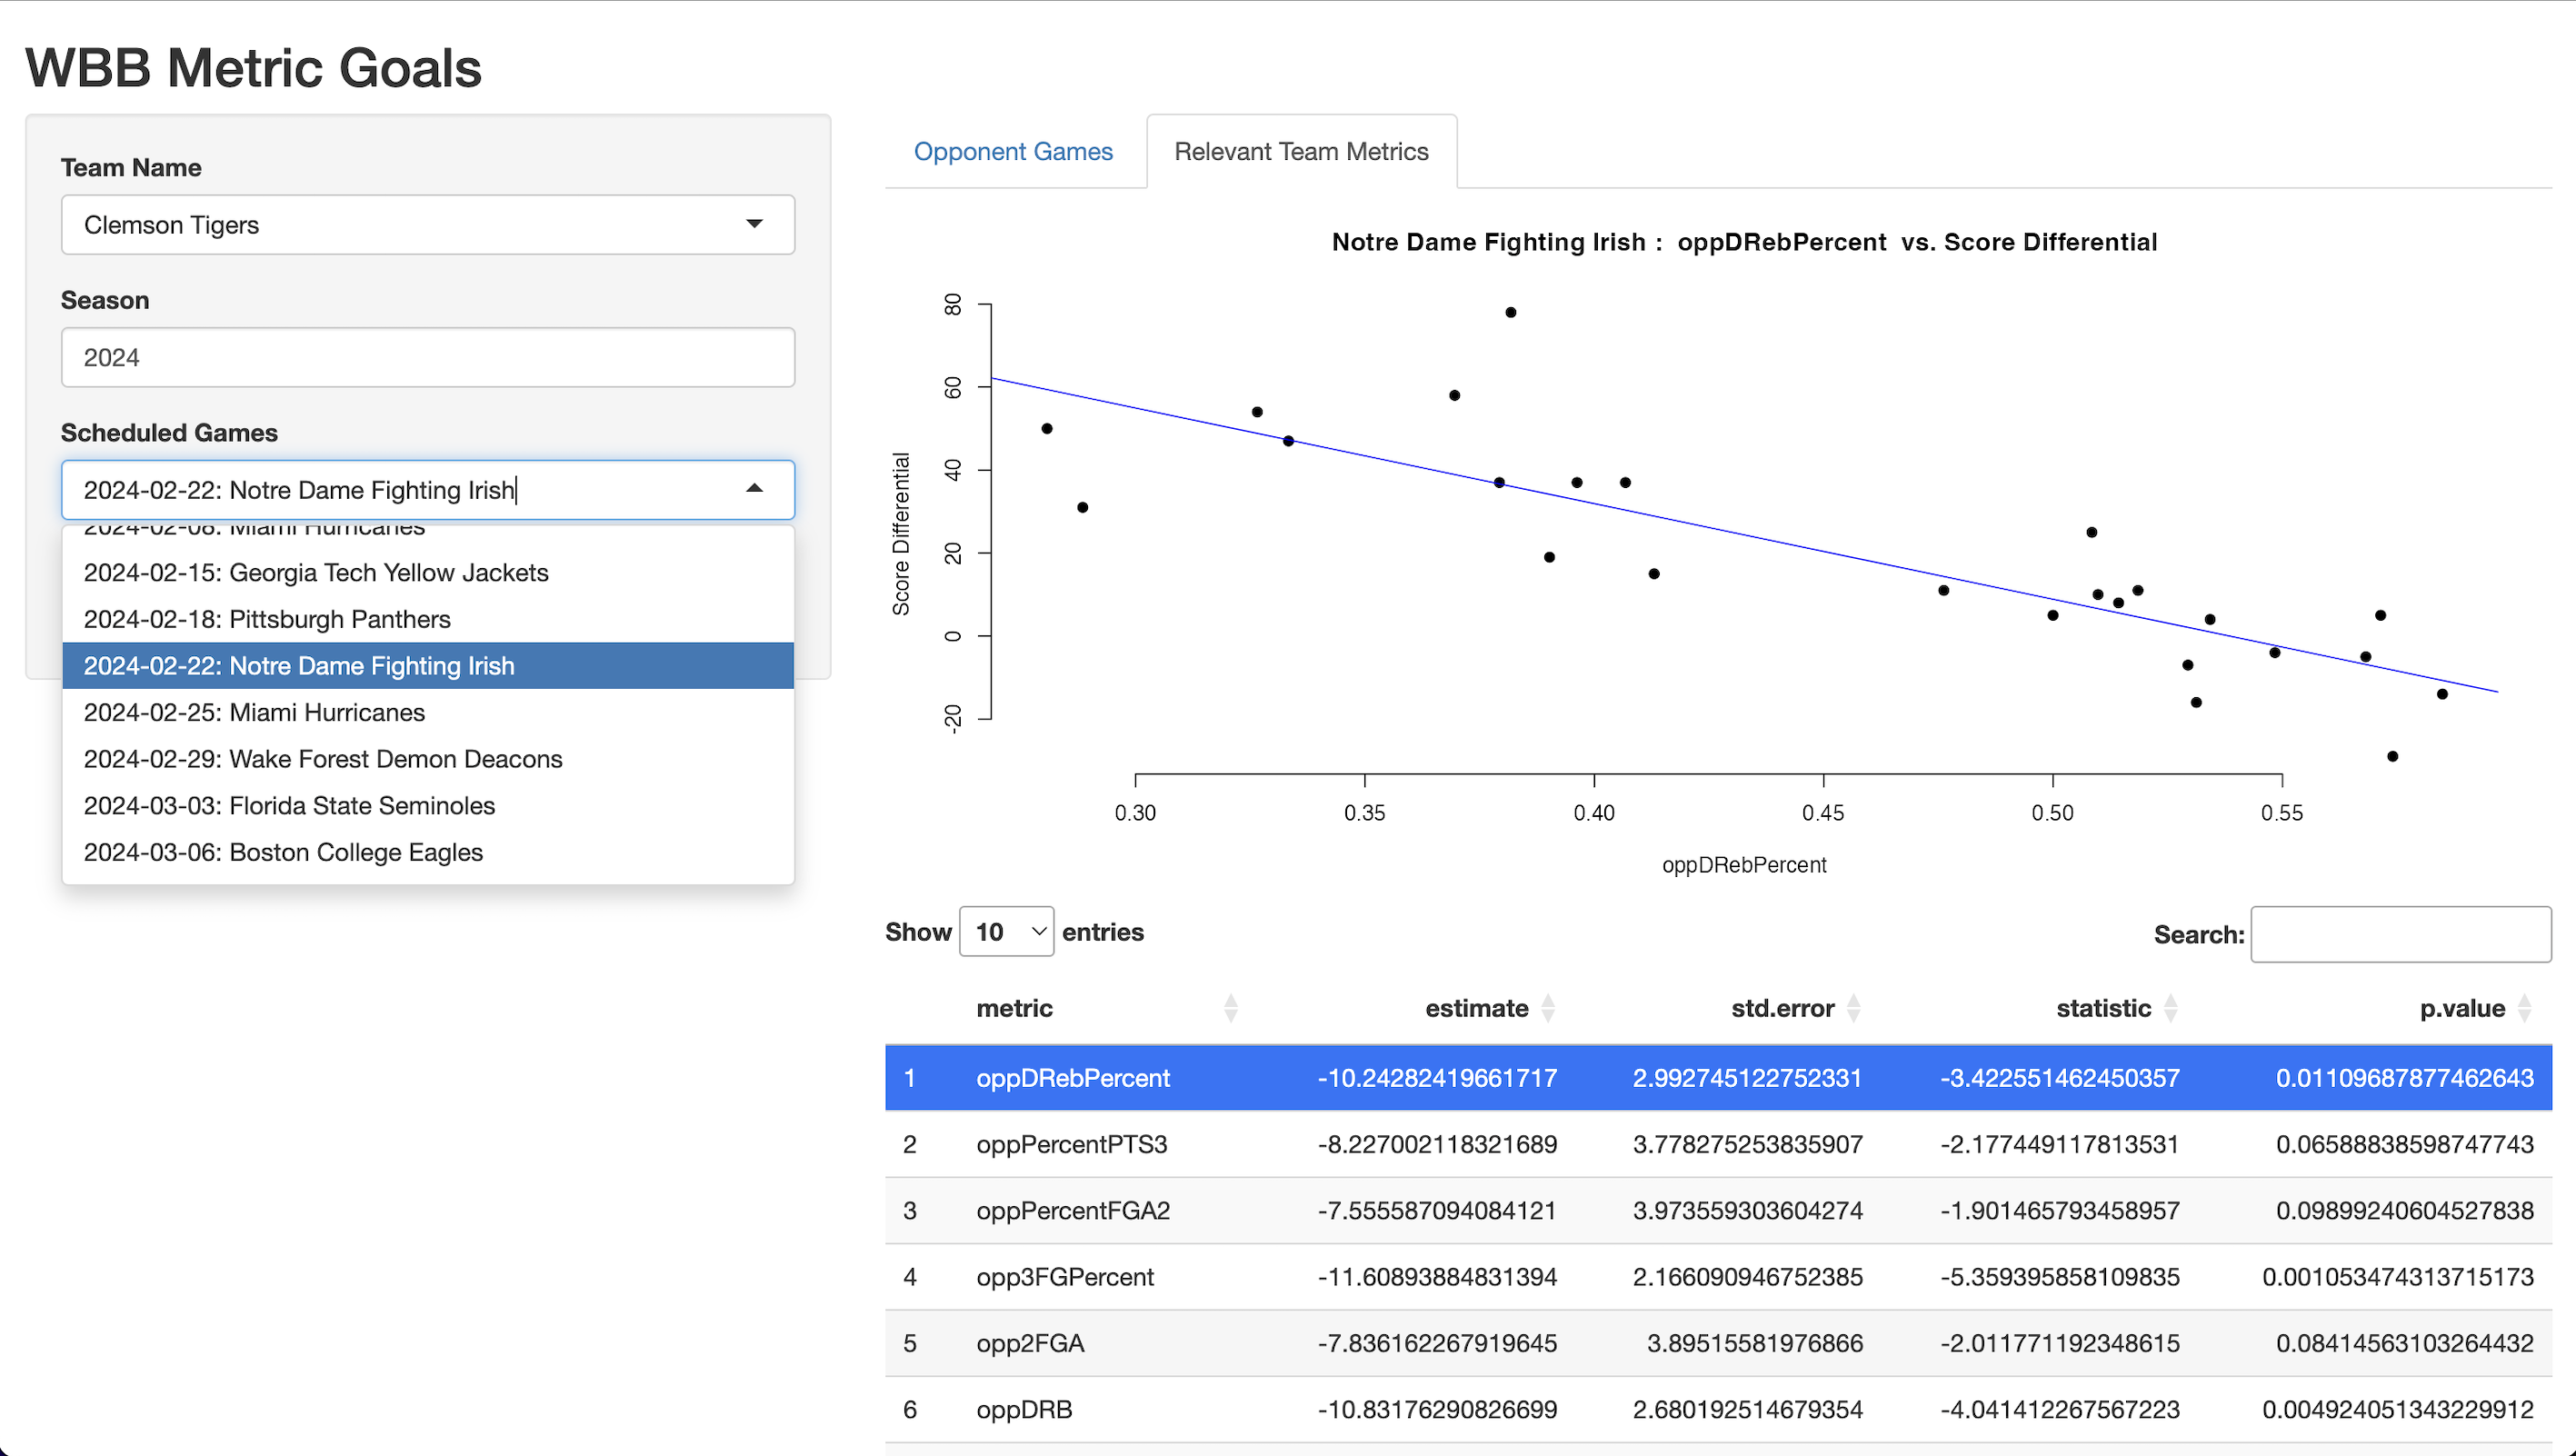 WBB Metric Goals
Team Name
Clemson Tigers
Season
2024
Scheduled Games
2024-02-22: Notre Dame Fighting Irish
2024-02-08: Miami Hurricanes
2024-02-15: Georgia Tech Yellow Jackets
2024-02-18: Pittsburgh Panthers
2024-02-22: Notre Dame Fighting Irish
2024-02-25: Miami Hurricanes
2024-02-29: Wake Forest Demon Deacons
2024-03-03: Florida State Seminoles
2024-03-06: Boston College Eagles
Opponent Games Relevant Team Metrics
Notre Dame Fighting Irish : oppDRebPercent vs. Score Differential
Score Differential
80
60
40
20
0
-20
0.30 0.35 0.40 0.45 0.50 0.55
oppDRebPercent
Show 10 entries Search:
metric estimate std.error statistic p.value
1 oppDRebPercent -10.24282419661717 2.992745122752331 -3.422551462450357 0.01109687877462643
2 oppPercentPTS3 -8.227002118321689 3.778275253835907 -2.177449117813531 0.06588838598747743
3 oppPercentFGA2 -7.555587094084121 3.973559303604274 -1.901465793458957 0.09899240604527838
4 opp3FGPercent -11.60893884831394 2.166090946752385 -5.359395858109835 0.001053474313715173
5 opp2FGA -7.836162267919645 3.89515581976866 -2.011771192348615 0.08414563103264432
6 oppDRB -10.83176290826699 2.680192514679354 -4.041412267567223 0.004924051343229912